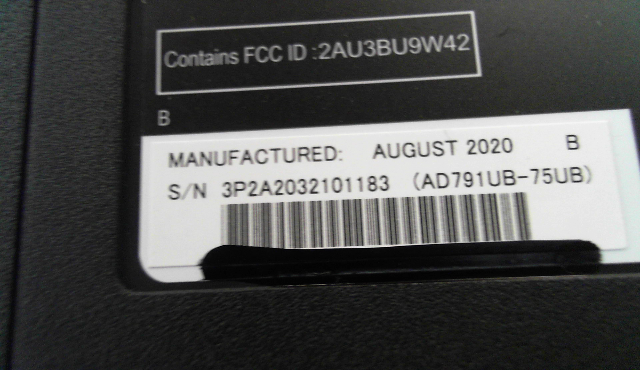 Contains FCC ID :2AU3BU9W42
B
MANUFACTURED: AUGUST 2020 B
S/N 3P2A2032101183 (AD791UB-75UB)